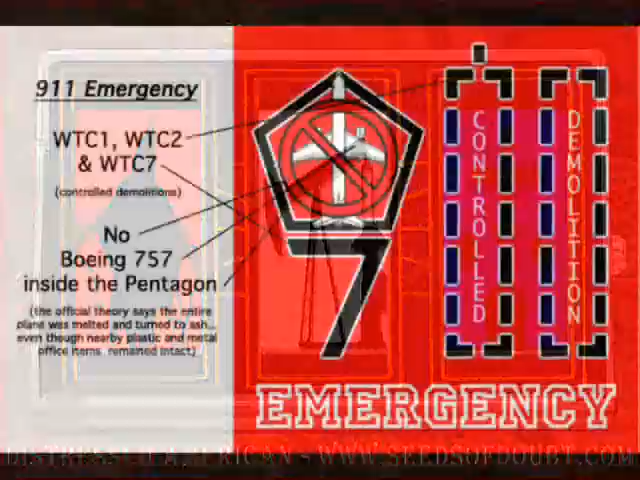 911 Emergency
WTC1, WTC2
& WTC7
(controlled demolitions)
No
Boeing 757
inside the Pentagon
(the official theory says the entire
plane was melted and turned to ash...
even though nearby plastic and metal
office items remained intact)
7
CONTROLLED
DEMOLITION
EMERGENCY
WWW.SEEDSOFDOUBT.COM